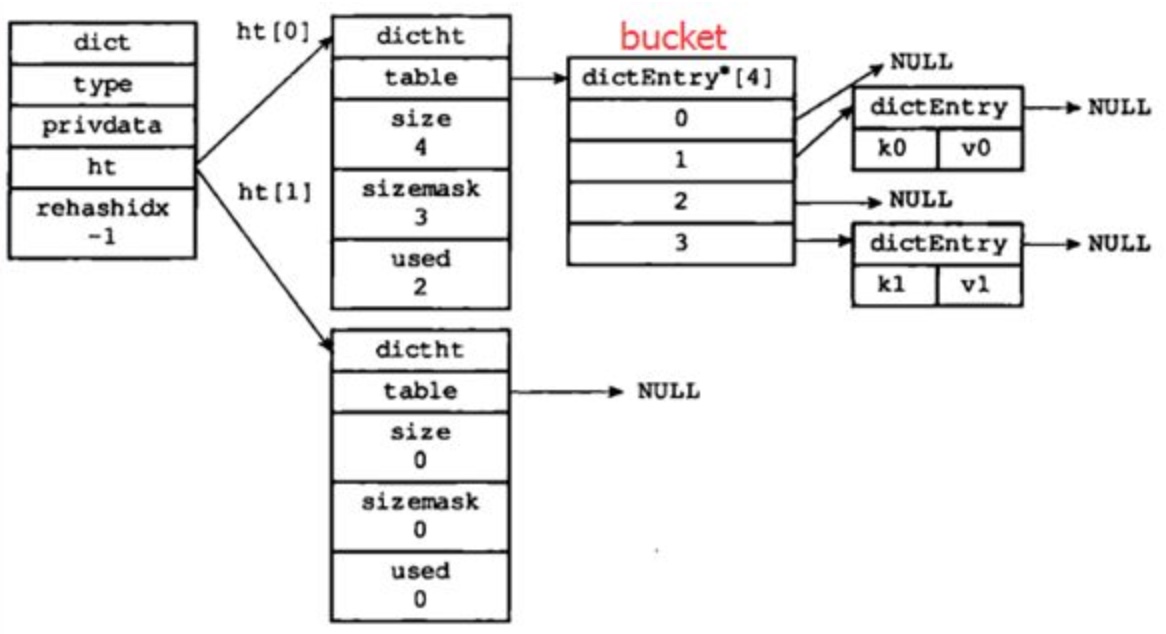 dict
type
privdata
ht
rehashidx
-1
ht[0]
ht[1]
dictht
table
size
4
sizemask
3
used
2
bucket
dictEntry*[4]
0
1
2
3
NULL
dictEntry
k0 v0
NULL
NULL
dictEntry
k1 v1
NULL
dictht
table
size
0
sizemask
0
used
0
NULL